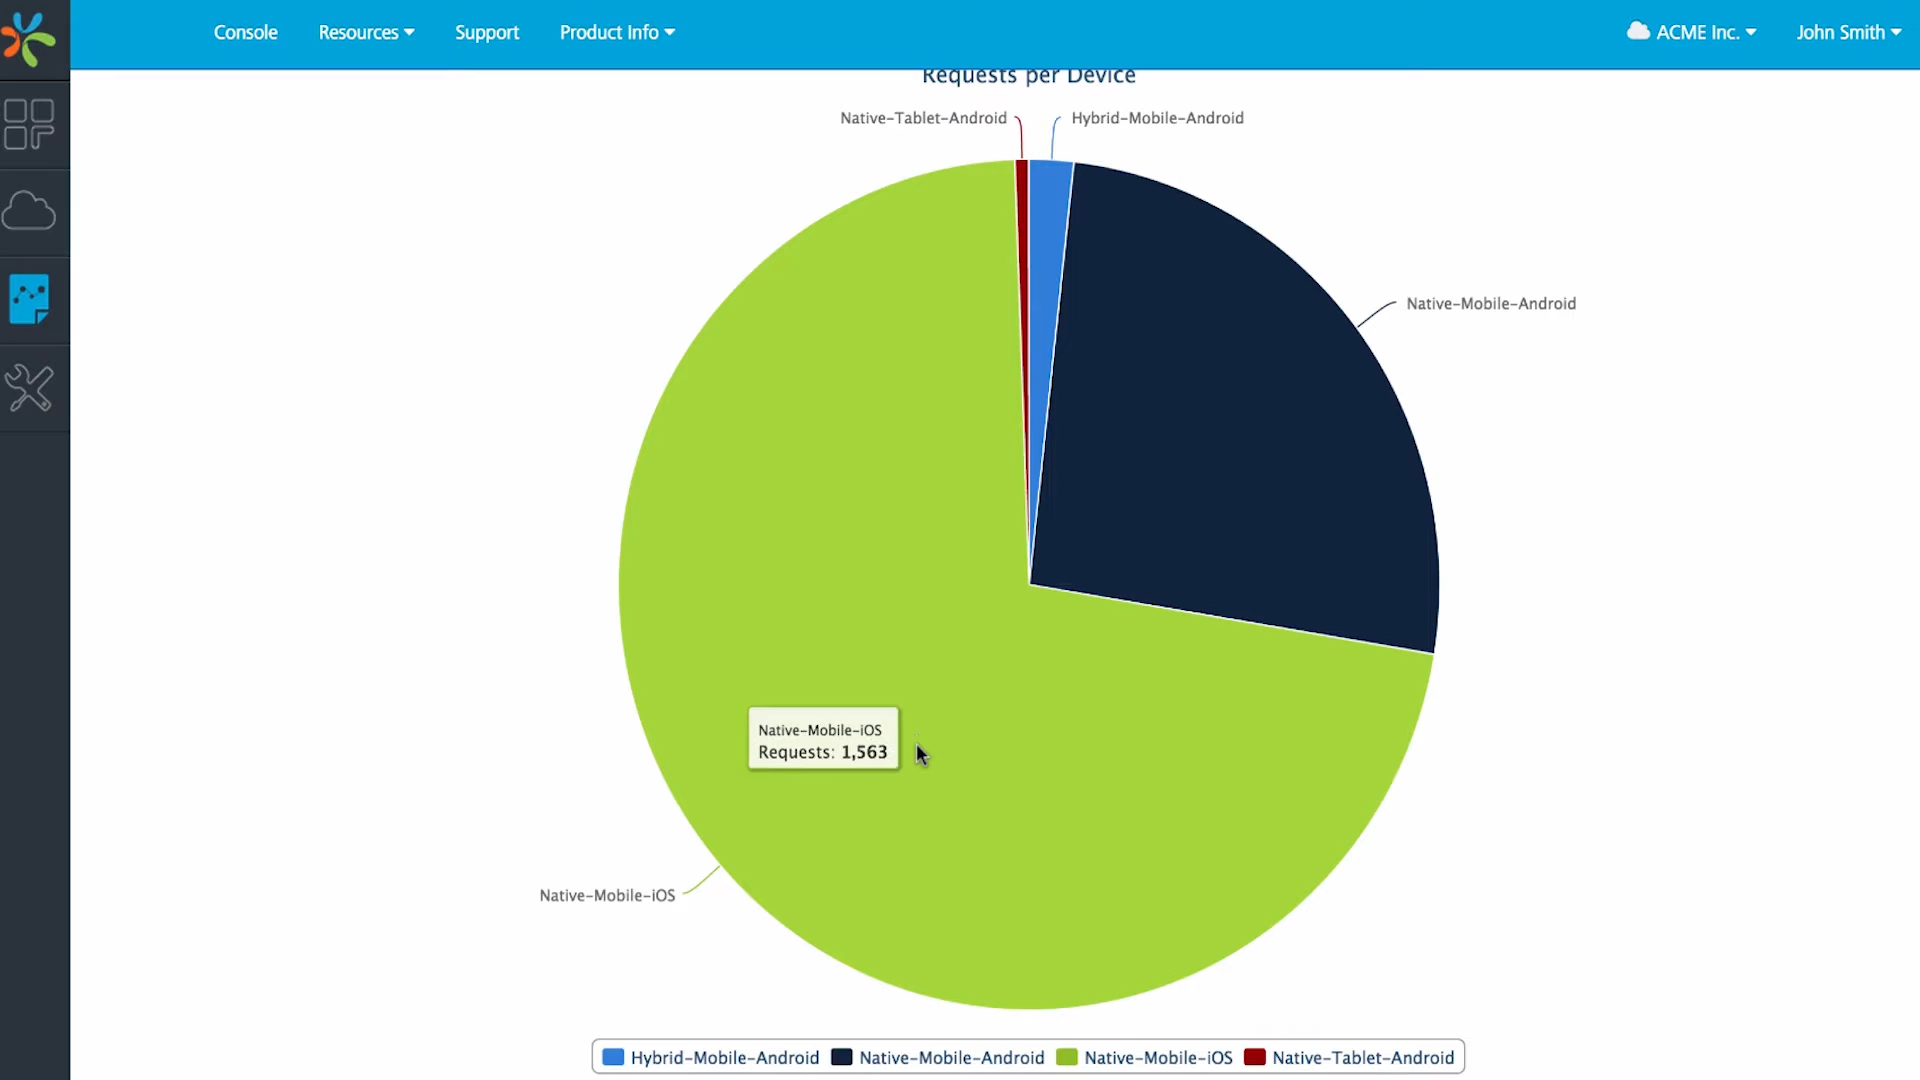 Console Resources Support Product Info ACME Inc. John Smith
Requests per Device
Native-Tablet-Android Hybrid-Mobile-Android
Native-Mobile-Android
Native-Mobile-iOS
Requests: 1,563
Native-Mobile-iOS
Hybrid-Mobile-Android Native-Mobile-Android Native-Mobile-iOS Native-Tablet-Android